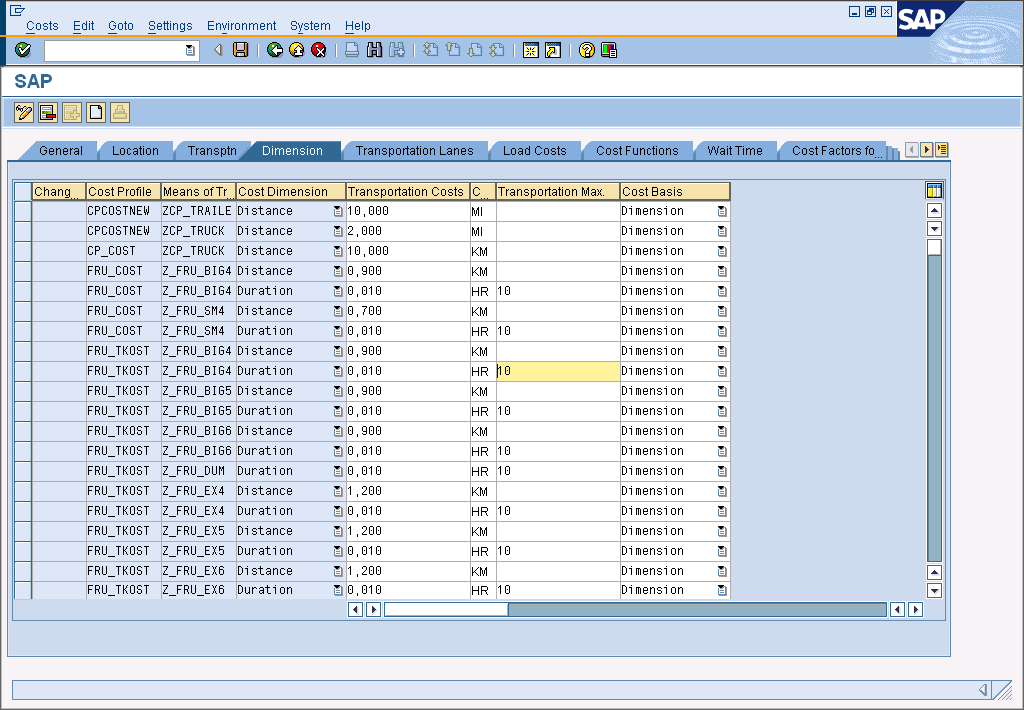 Costs Edit Goto Settings Environment System Help
SAP
SAP
General Location Transptn Dimension Transportation Lanes Load Costs Cost Functions Wait Time Cost Factors fo...
Chang... Cost Profile Means of Tr... Cost Dimension Transportation Costs C... Transportation Max. Cost Basis
CPCOSTNEW ZCP_TRAILE Distance 10,000 MI Dimension
CPCOSTNEW ZCP_TRUCK Distance 2,000 MI Dimension
CP_COST ZCP_TRUCK Distance 10,000 KM Dimension
FRU_COST Z_FRU_BIG4 Distance 0,900 KM Dimension
FRU_COST Z_FRU_BIG4 Duration 0,010 HR 10 Dimension
FRU_COST Z_FRU_SM4 Distance 0,700 KM Dimension
FRU_COST Z_FRU_SM4 Duration 0,010 HR 10 Dimension
FRU_TKOST Z_FRU_BIG4 Distance 0,900 KM Dimension
FRU_TKOST Z_FRU_BIG4 Duration 0,010 HR 10 Dimension
FRU_TKOST Z_FRU_BIG5 Distance 0,900 KM Dimension
FRU_TKOST Z_FRU_BIG5 Duration 0,010 HR 10 Dimension
FRU_TKOST Z_FRU_BIG6 Distance 0,900 KM Dimension
FRU_TKOST Z_FRU_BIG6 Duration 0,010 HR 10 Dimension
FRU_TKOST Z_FRU_DUM Duration 0,010 HR 10 Dimension
FRU_TKOST Z_FRU_EX4 Distance 1,200 KM Dimension
FRU_TKOST Z_FRU_EX4 Duration 0,010 HR 10 Dimension
FRU_TKOST Z_FRU_EX5 Distance 1,200 KM Dimension
FRU_TKOST Z_FRU_EX5 Duration 0,010 HR 10 Dimension
FRU_TKOST Z_FRU_EX6 Distance 1,200 KM Dimension
FRU_TKOST Z_FRU_EX6 Duration 0,010 HR 10 Dimension